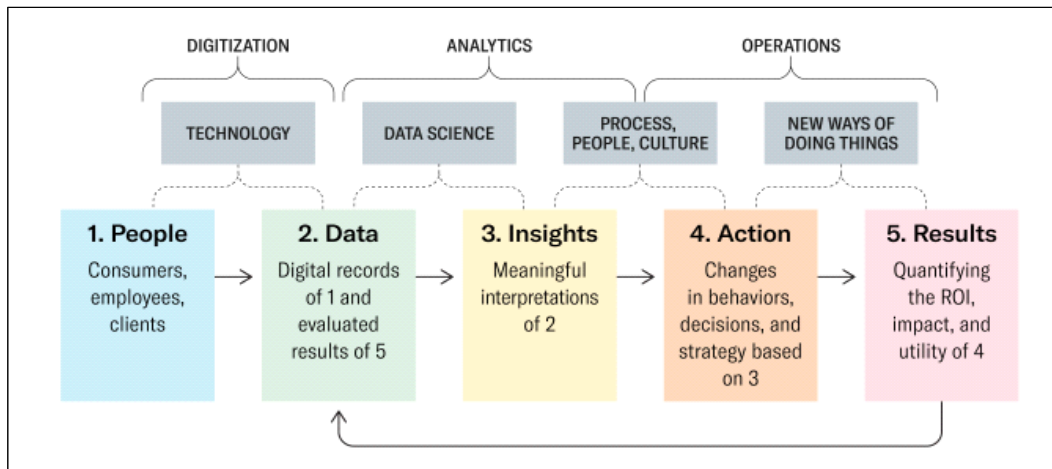 DIGITIZATION
ANALYTICS
OPERATIONS
TECHNOLOGY
DATA SCIENCE
PROCESS,
PEOPLE, CULTURE
NEW WAYS OF
DOING THINGS
1. People
Consumers,
employees,
clients
2. Data
Digital records
of 1 and
evaluated
results of 5
3. Insights
Meaningful
interpretations
of 2
4. Action
Changes
in behaviors,
decisions, and
strategy based
on 3
5. Results
Quantifying
the ROI,
impact, and
utility of 4